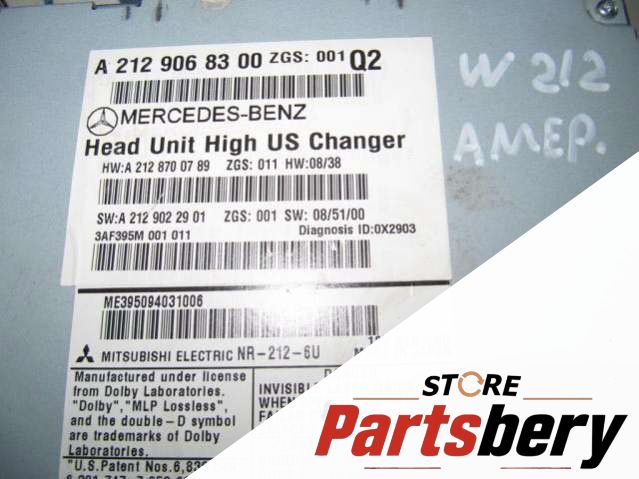 A 212 906 83 00 ZGS: 001 Q2
W 212
MERCEDES-BENZ
Head Unit High US Changer
АМЕР.
HW:A 212 870 07 89 ZGS: 011 HW:08/38
SW:A 212 902 29 01 ZGS: 001 SW: 08/51/00
3AF395M 001 011 Diagnosis ID:0X2903
ME395094031006
MITSUBISHI ELECTRIC NR-212-6U
Manufactured under license
from Dolby Laboratories.
"Dolby","MLP Lossless",
and the double-D symbol
are trademarks of Dolby
Laboratories.
INVISIBL
WHEN
"U.S.Patent Nos.6,83
STORE
Partsbery